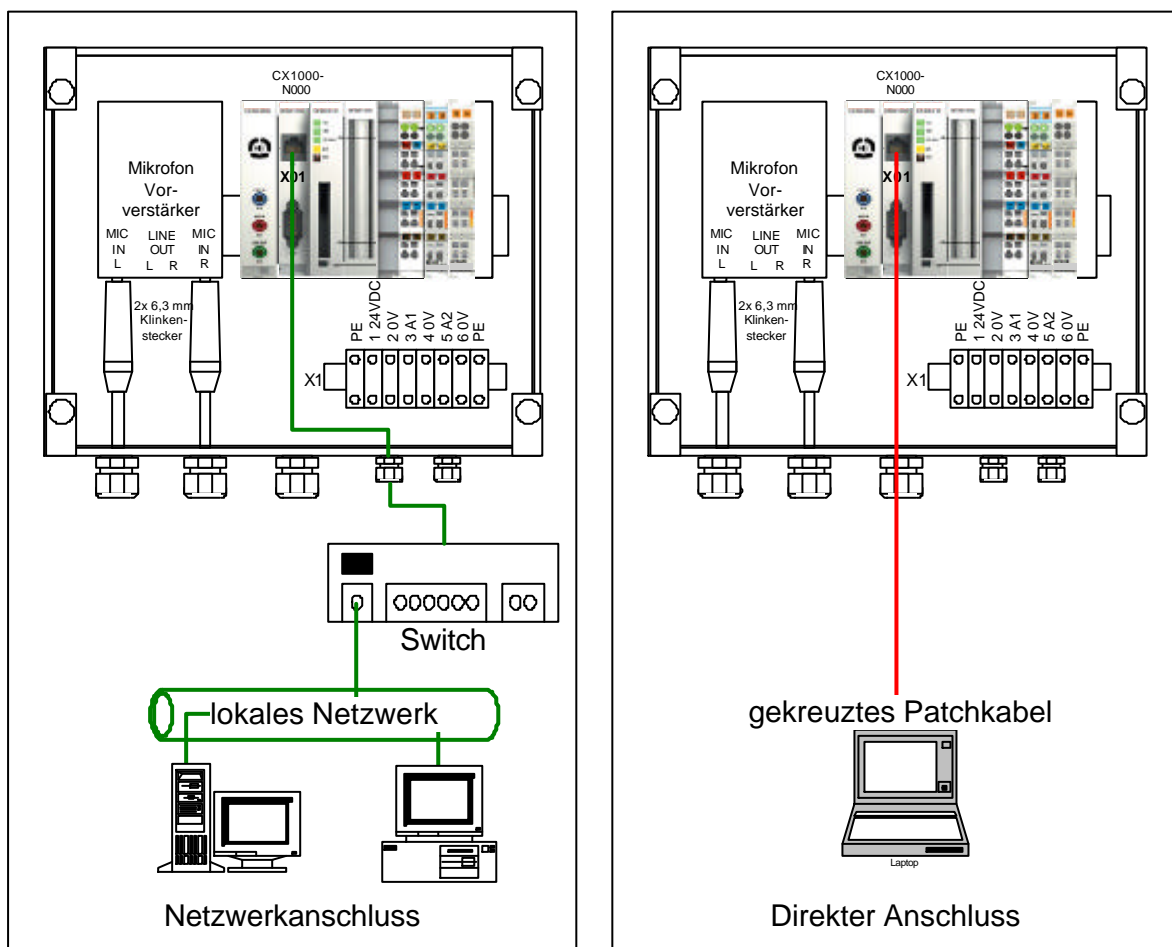 CX1000-
N000
Mikrofon
Vor-
verstärker
MIC LINE MIC
IN OUT IN
L L R R
X01
2x 6,3 mm
Klinken-
stecker
PE
1 24VDC
2 0V
3 A1
4 0V
5 A2
6 0V
PE
X1
Switch
lokales Netzwerk
Netzwerkanschluss
CX1000-
N000
Mikrofon
Vor-
verstärker
MIC LINE MIC
IN OUT IN
L L R R
X01
2x 6,3 mm
Klinken-
stecker
PE
1 24VDC
2 0V
3 A1
4 0V
5 A2
6 0V
PE
X1
gekreuztes Patchkabel
Laptop
Direkter Anschluss